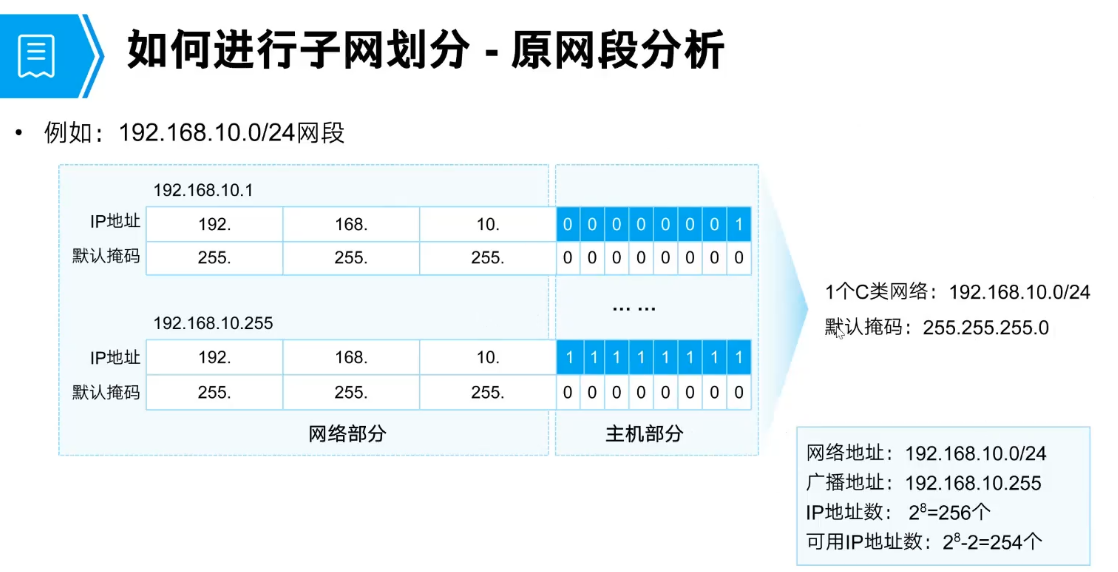 如何进行子网划分 - 原网段分析
• 例如：192.168.10.0/24网段
192.168.10.1
IP地址 192. 168. 10. 0 0 0 0 0 0 0 1
默认掩码 255. 255. 255. 0 0 0 0 0 0 0 0
... ...
192.168.10.255
IP地址 192. 168. 10. 1 1 1 1 1 1 1 1
默认掩码 255. 255. 255. 0 0 0 0 0 0 0 0
网络部分 主机部分
1个C类网络：192.168.10.0/24
默认掩码：255.255.255.0
网络地址：192.168.10.0/24
广播地址：192.168.10.255
IP地址数： 2⁸=256个
可用IP地址数：2⁸-2=254个